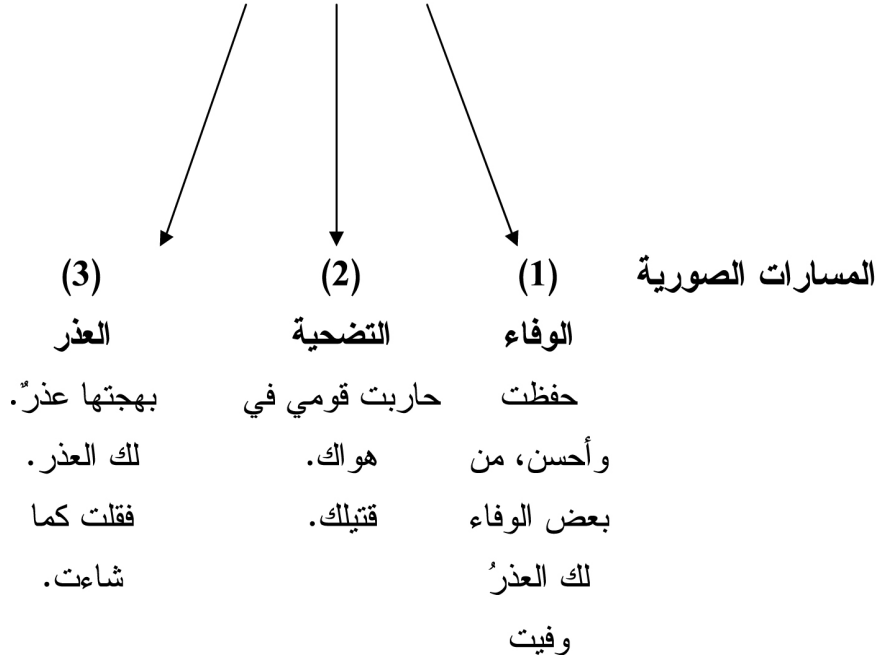 المسارات الصورية (1) (2) (3)
الوفاء التضحية العذر
حفظت حاربت قومي في بهجتها عذرٌ.
وأحسن، من هواك. لك العذر.
بعض الوفاء قتيلك. فقلت كما
لك العذرُ شاءت.
وفيت